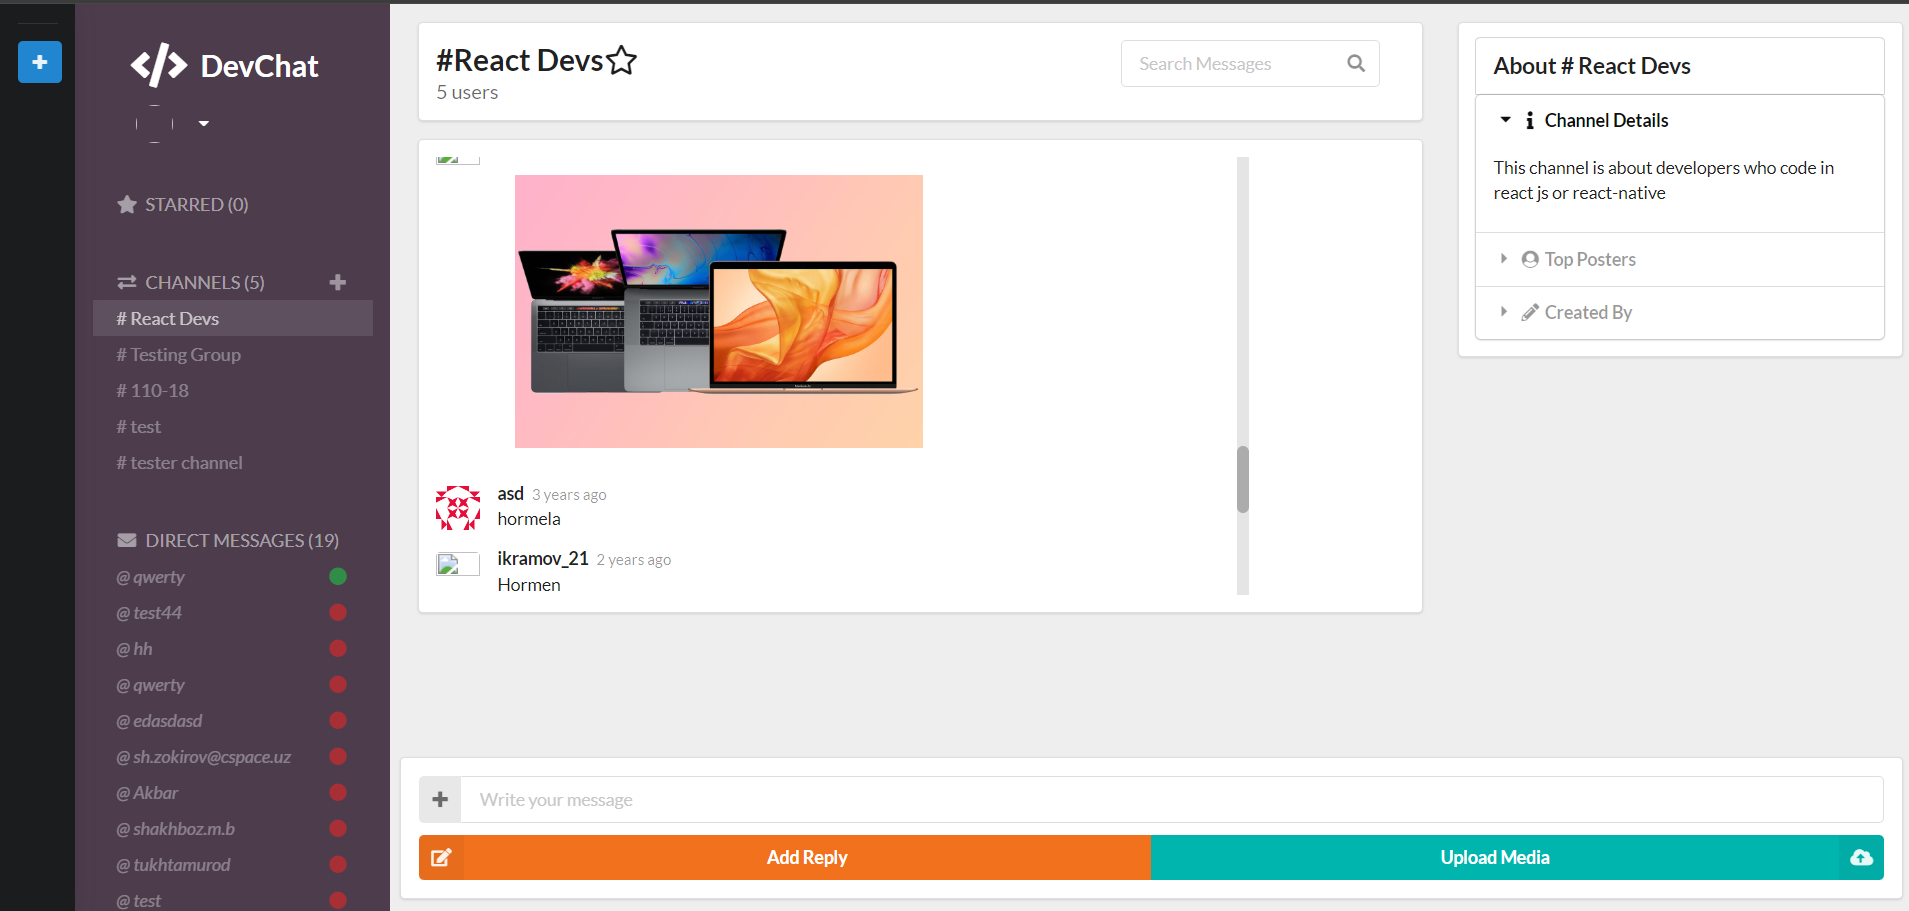 DevChat
STARRED (0)
CHANNELS (5)
# React Devs
# Testing Group
# 110-18
# test
# tester channel
DIRECT MESSAGES (19)
@ qwerty
@ test44
@ hh
@ qwerty
@ edasdasd
@ sh.zokirov@cspace.uz
@ Akbar
@ shakhboz.m.b
@ tukhtamurod
@ test
#React Devs
5 users
Search Messages
asd 3 years ago
hormela
ikramov_21 2 years ago
Hormen
Write your message
Add Reply
Upload Media
About # React Devs
Channel Details
This channel is about developers who code in
react js or react-native
Top Posters
Created By